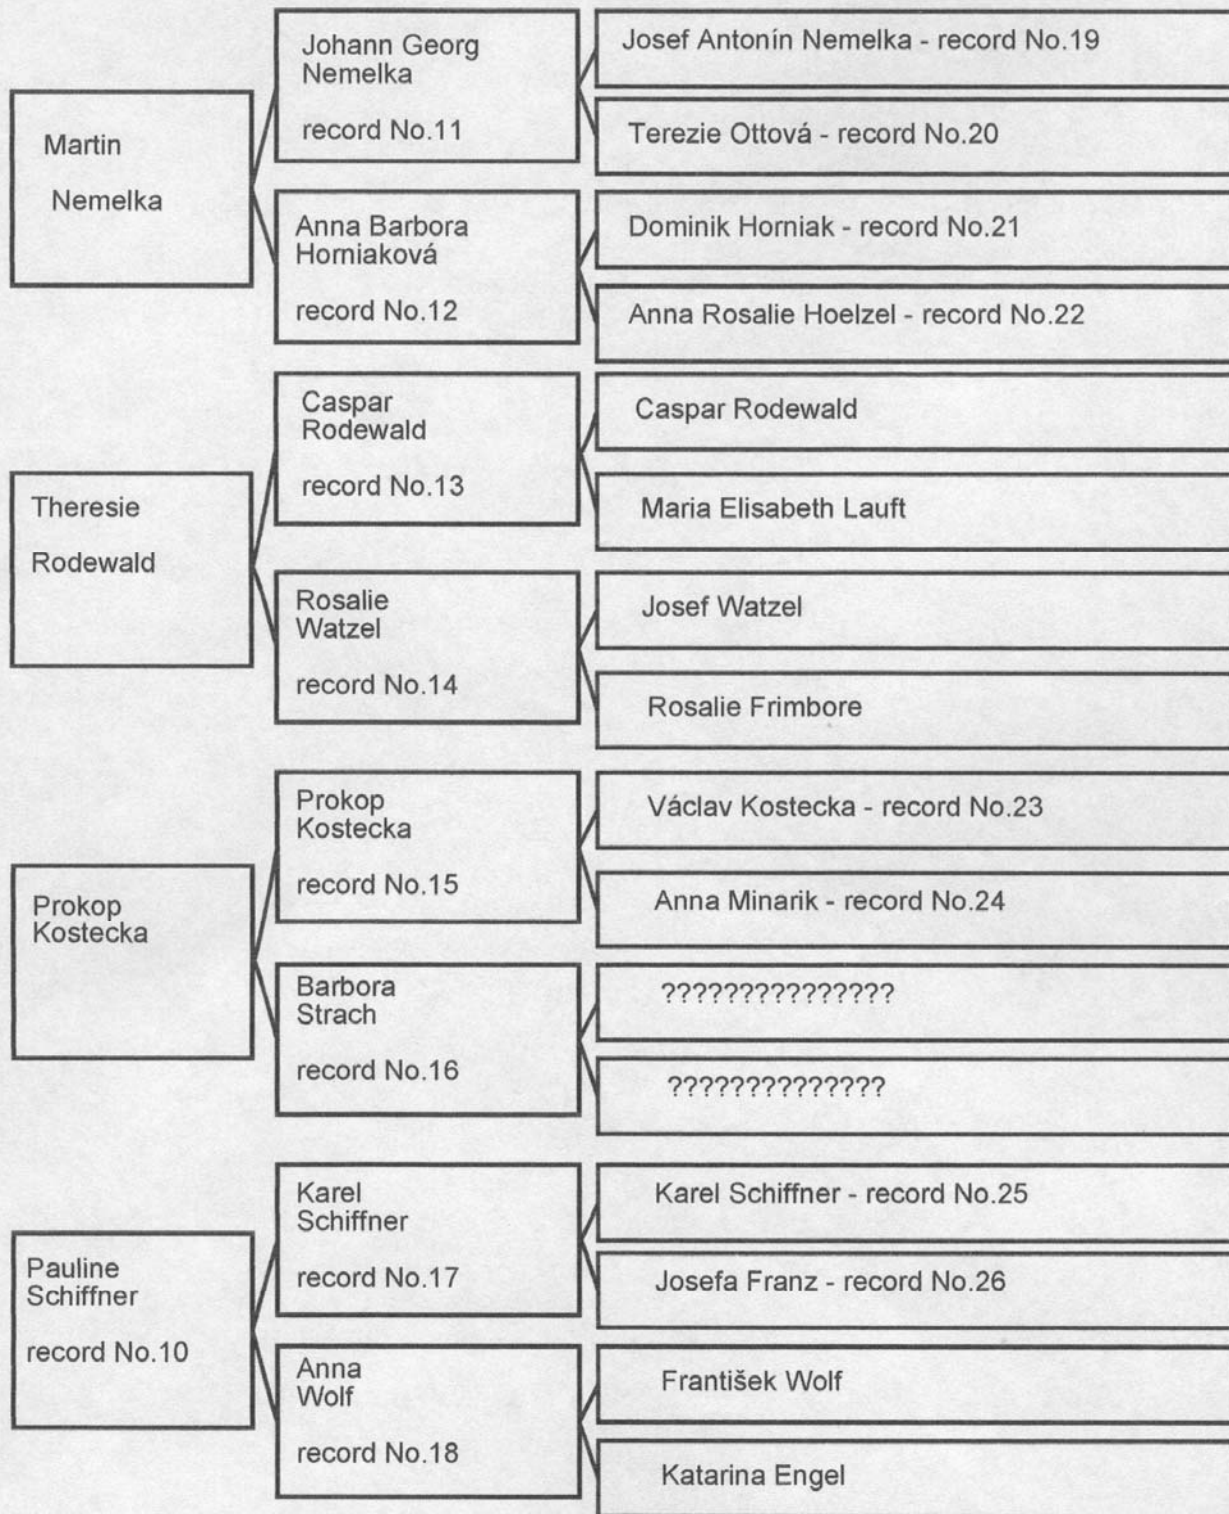 Martin
Nemelka
Johann Georg
Nemelka
record No.11
Josef Antonín Nemelka - record No.19
Terezie Ottová - record No.20
Anna Barbora
Horniaková
record No.12
Dominik Horniak - record No.21
Anna Rosalie Hoelzel - record No.22
Theresie
Rodewald
Caspar
Rodewald
record No.13
Caspar Rodewald
Maria Elisabeth Lauft
Rosalie
Watzel
record No.14
Josef Watzel
Rosalie Frimbore
Prokop
Kostecka
Prokop
Kostecka
record No.15
Václav Kostecka - record No.23
Anna Minarik - record No.24
Barbora
Strach
record No.16
???????????????
??????????????
Pauline
Schiffner
record No.10
Karel
Schiffner
record No.17
Karel Schiffner - record No.25
Josefa Franz - record No.26
Anna
Wolf
record No.18
František Wolf
Katarina Engel